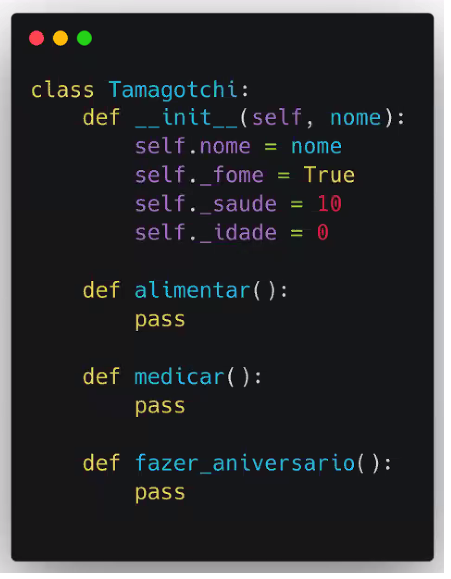 class Tamagotchi:
    def __init__(self, nome):
        self.nome = nome
        self._fome = True
        self._saude = 10
        self._idade = 0

    def alimentar():
        pass

    def medicar():
        pass

    def fazer_aniversario():
        pass